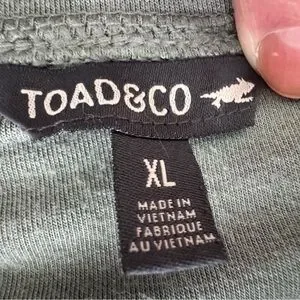 TOAD&CO
XL
MADE IN
VIETNAM
FABRIQUE
AU VIETNAM